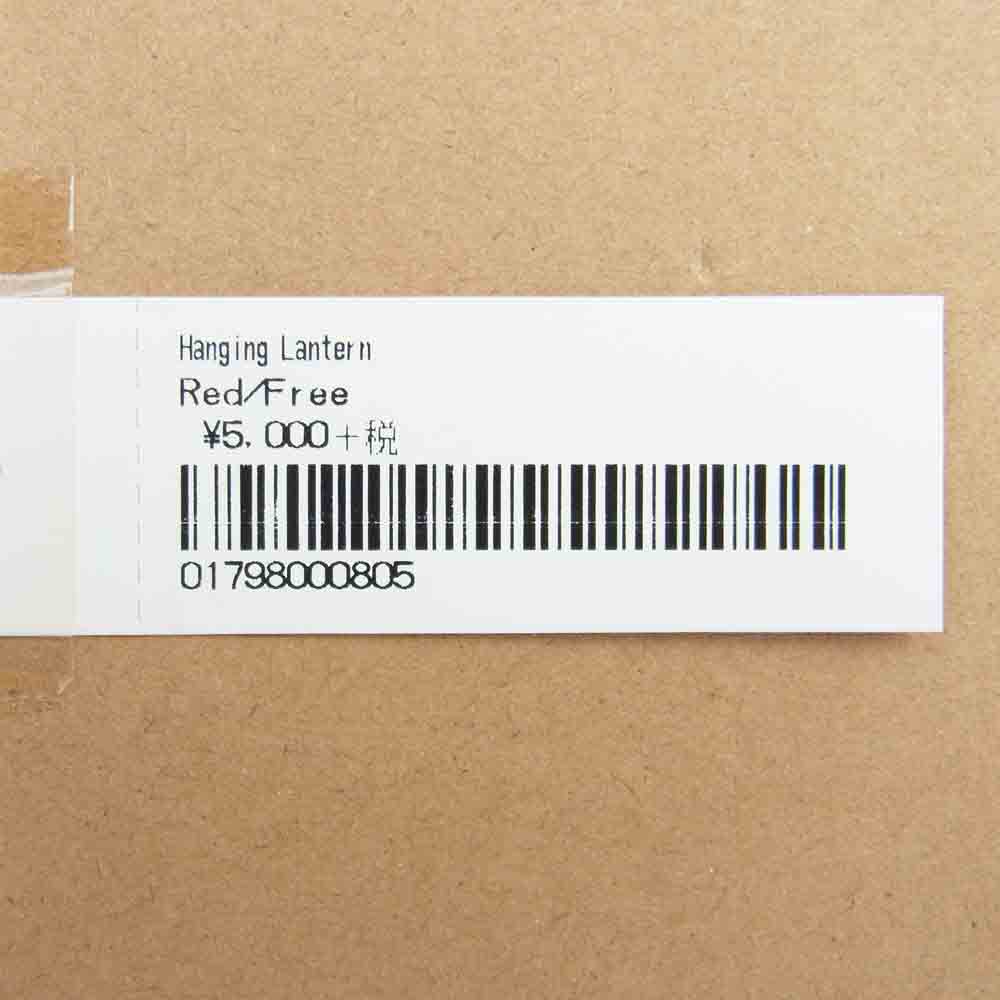 Hanging Lantern
Red/Free
¥5,000+税
01798000805